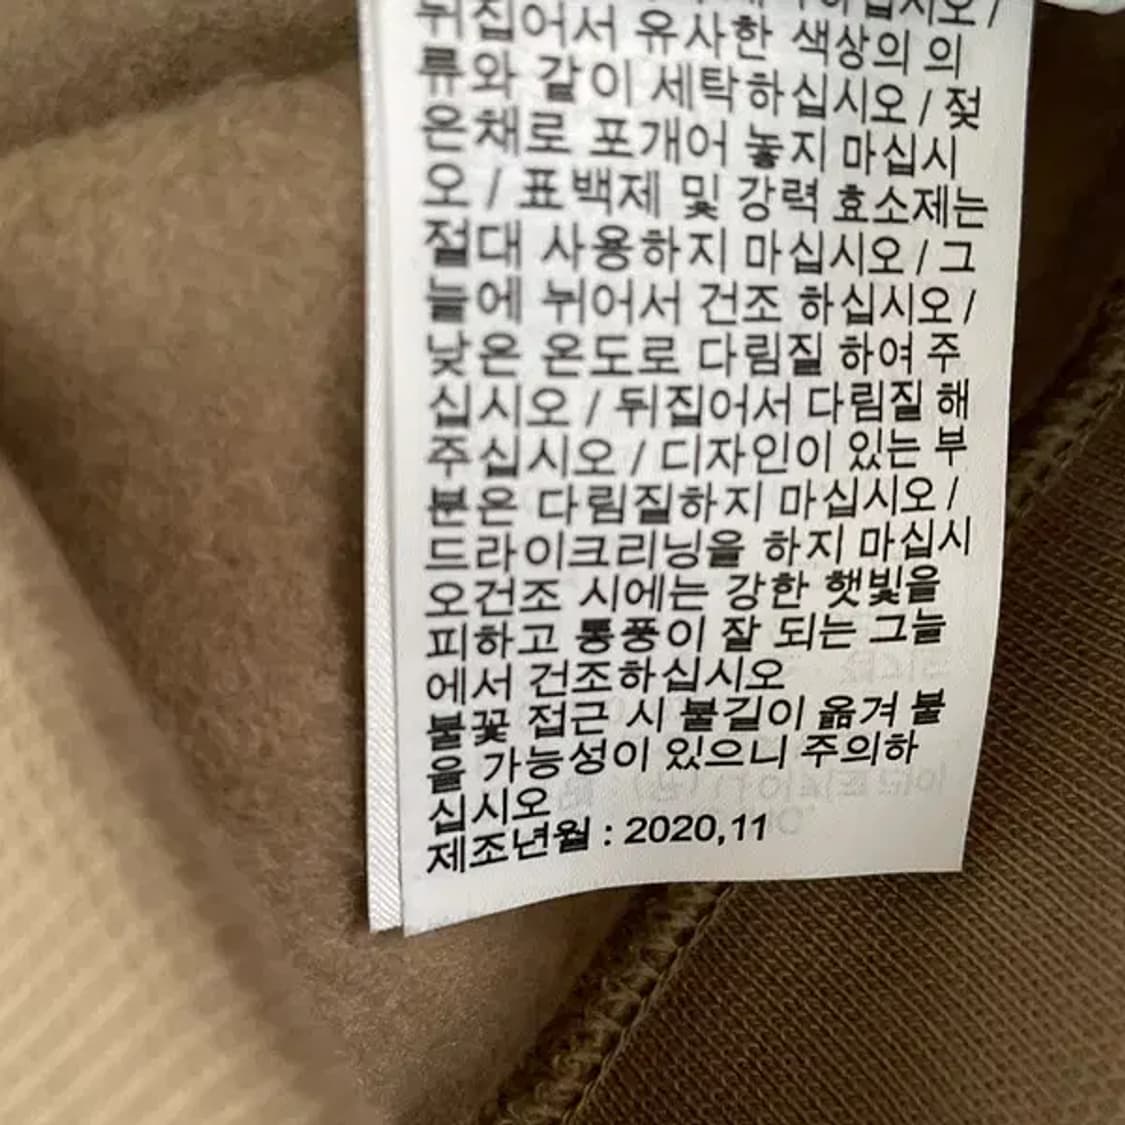 하십시오 /
뒤집어서 유사한 색상의 의
류와 같이 세탁하십시오 / 젖
은채로 포개어 놓지 마십시
오 / 표백제 및 강력 효소제는
절대 사용하지 마십시오 / 그
늘에 뉘어서 건조 하십시오 /
낮은 온도로 다림질 하여 주
십시오 / 뒤집어서 다림질 해
주십시오 / 디자인이 있는 부
분은 다림질하지 마십시오 /
드라이크리닝을 하지 마십시
오건조 시에는 강한 햇빛을
피하고 통풍이 잘 되는 그늘
에서 건조하십시오
불꽃 접근 시 불길이 옮겨 붙
을 가능성이 있으니 주의하
십시오
제조년월 : 2020,11